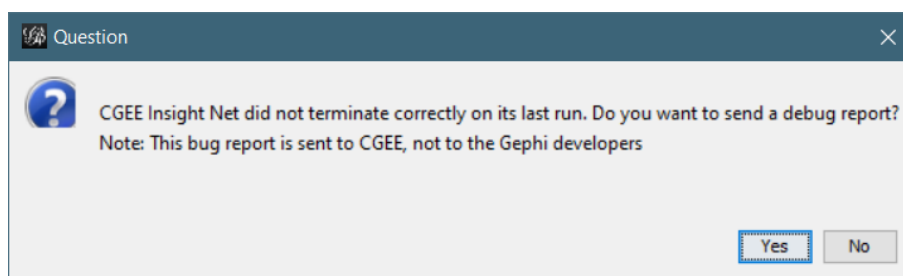 Question
CGEE Insight Net did not terminate correctly on its last run. Do you want to send a debug report?
Note: This bug report is sent to CGEE, not to the Gephi developers
Yes
No